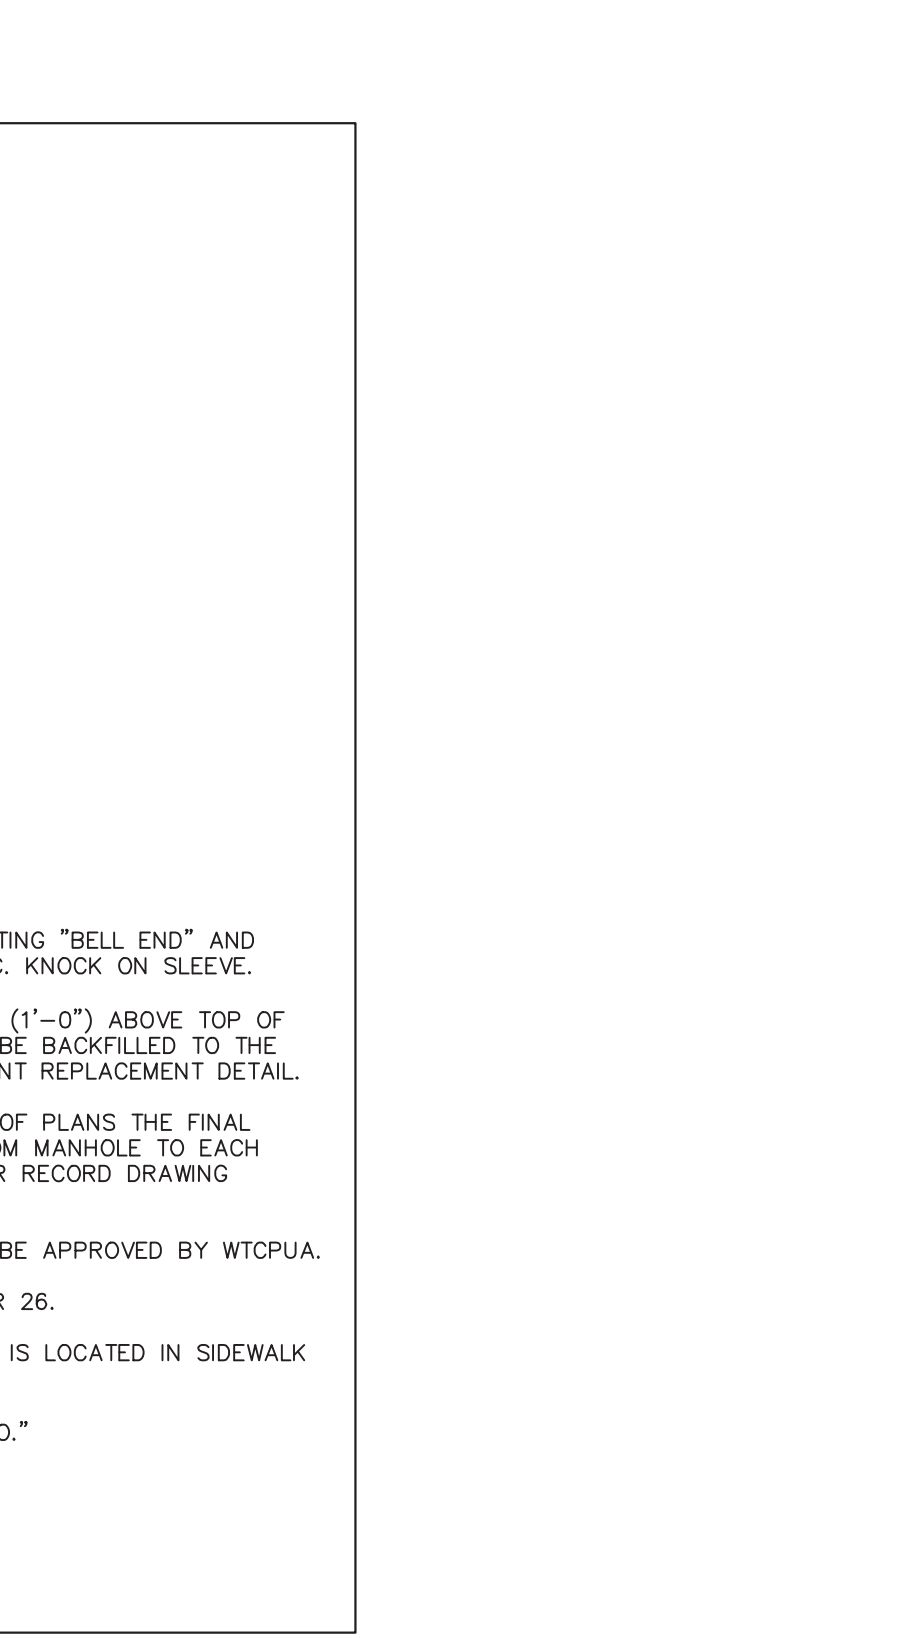 TING "BELL END" AND
C. KNOCK ON SLEEVE.
(1'-0") ABOVE TOP OF
BE BACKFILLED TO THE
NT REPLACEMENT DETAIL.
OF PLANS THE FINAL
OM MANHOLE TO EACH
R RECORD DRAWING
BE APPROVED BY WTCPUA.
R 26.
IS LOCATED IN SIDEWALK
O."